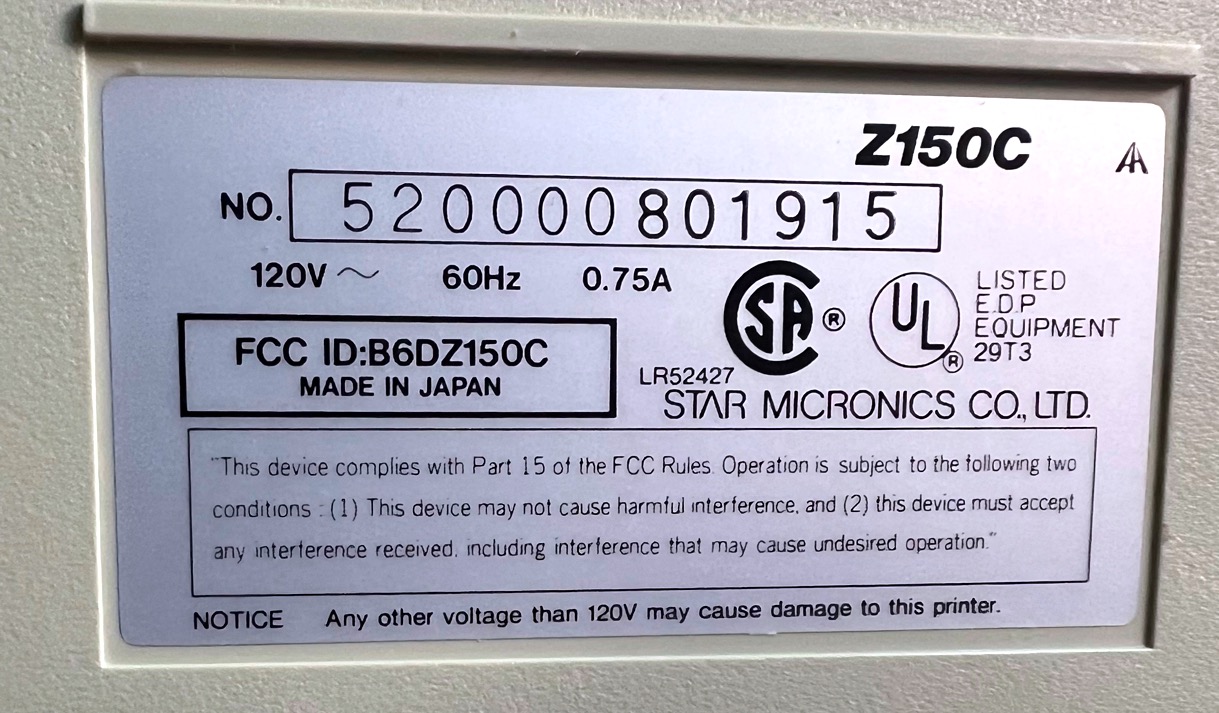 Z150C
NO. 520000801915
120V ~ 60Hz 0.75A
SA ®
UL ®
LISTED
E.D.P
EQUIPMENT
29T3
FCC ID:B6DZ150C
MADE IN JAPAN
LR52427
STAR MICRONICS CO., LTD.
"This device complies with Part 15 of the FCC Rules. Operation is subject to the following two
conditions : (1) This device may not cause harmful interference, and (2) this device must accept
any interference received, including interference that may cause undesired operation."
NOTICE Any other voltage than 120V may cause damage to this printer.